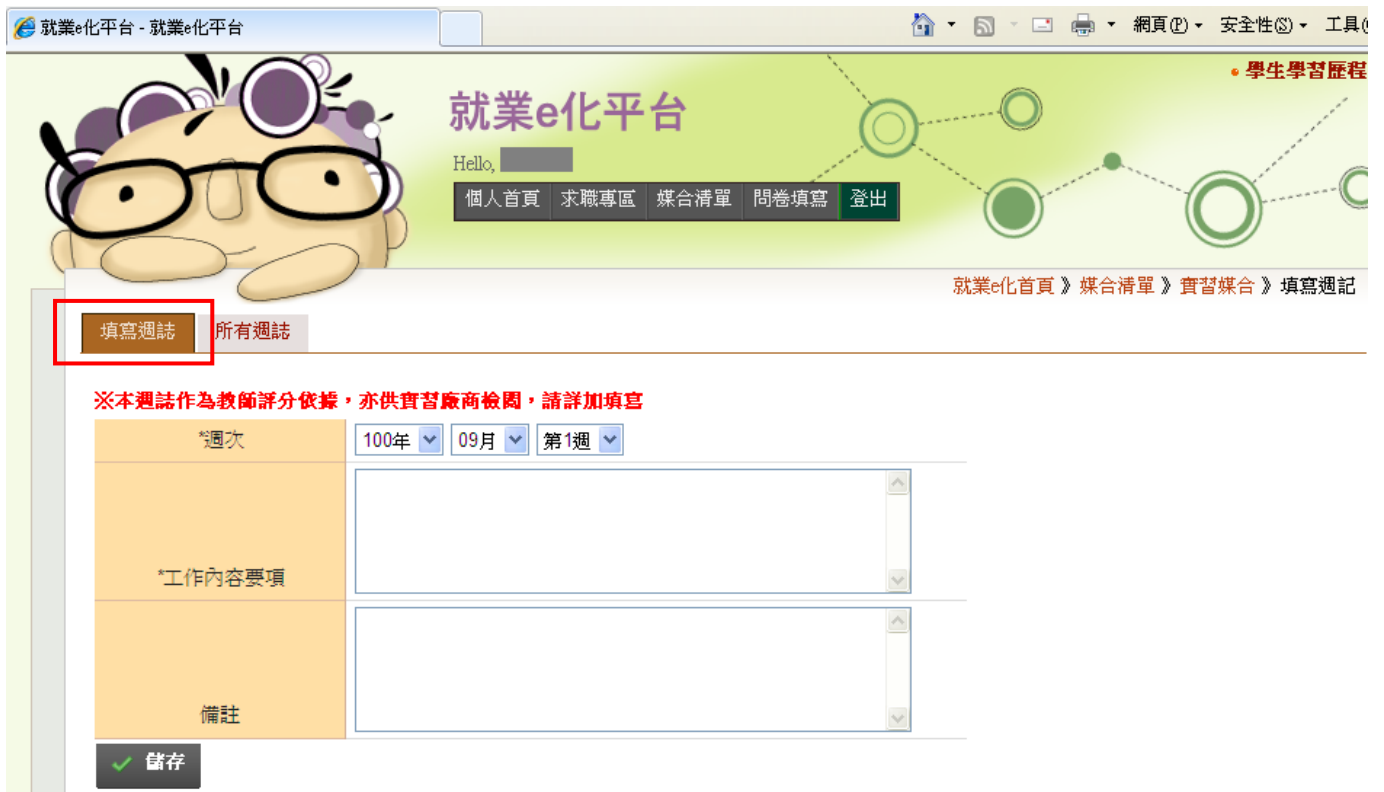 就業e化平台 - 就業e化平台
網頁(P) 安全性(S) 工具(
學生學習歷程
就業e化平台
Hello,
個人首頁 求職專區 媒合清單 問卷填寫 登出
就業e化首頁 》 媒合清單 》 實習媒合 》 填寫週記
填寫週誌 所有週誌
※本週誌作為教師評分依據，亦供實習廠商檢閱，請詳加填寫
*週次 100年 09月 第1週
*工作內容要項
備註
儲存